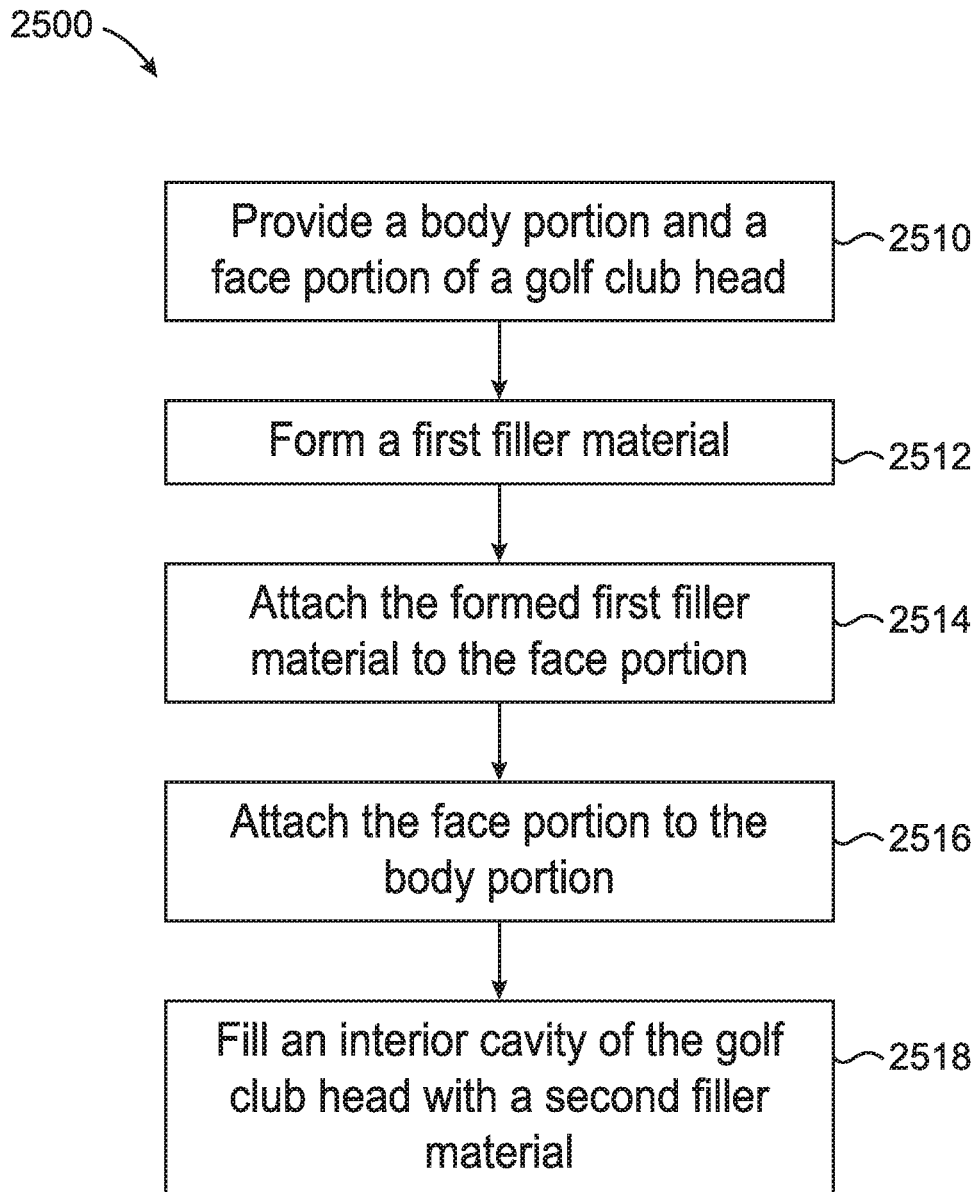 2500
Provide a body portion and a
face portion of a golf club head
2510
Form a first filler material
2512
Attach the formed first filler
material to the face portion
2514
Attach the face portion to the
body portion
2516
Fill an interior cavity of the golf
club head with a second filler
material
2518